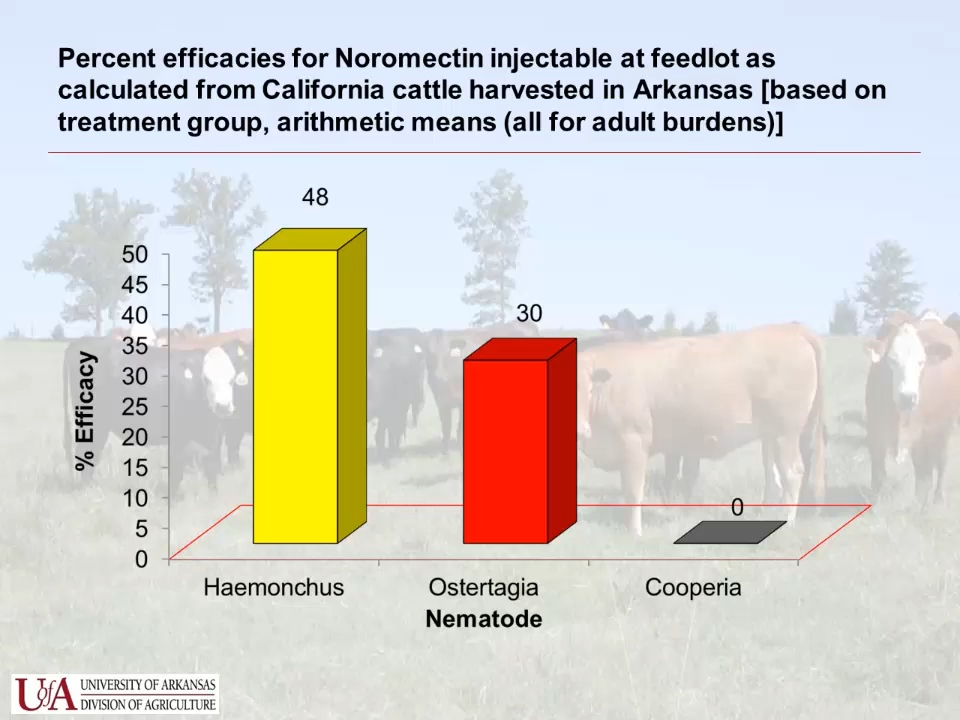 Percent efficacies for Noromectin injectable at feedlot as
calculated from California cattle harvested in Arkansas [based on
treatment group, arithmetic means (all for adult burdens)]
48
30
0
% Efficacy
50
45
40
35
30
25
20
15
10
5
0
Haemonchus Ostertagia Cooperia
Nematode
UofA
UNIVERSITY OF ARKANSAS
DIVISION OF AGRICULTURE